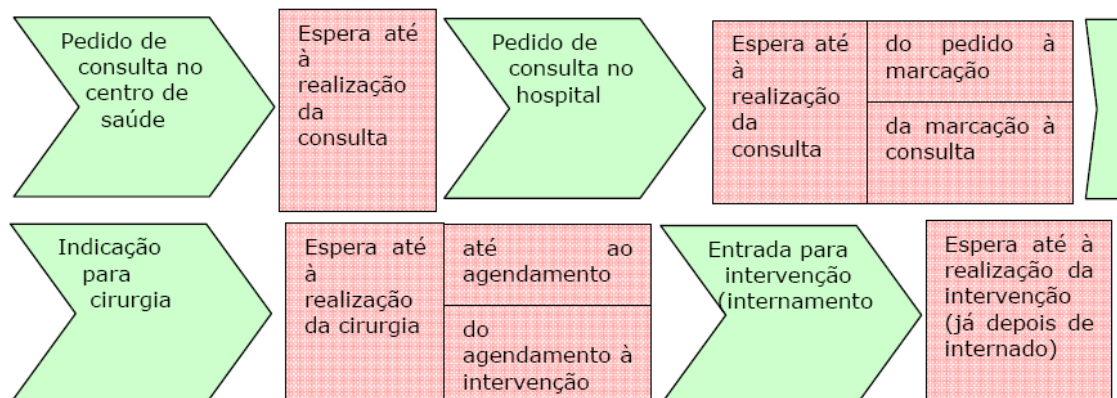 Pedido de
consulta no
centro de
saúde
Espera até
à
realização
da
consulta
Pedido de
consulta no
hospital
Espera até
à
realização
da
consulta
do pedido à
marcação
da marcação à
consulta
Indicação
para
cirurgia
Espera até
à
realização
da cirurgia
até ao
agendamento
do
agendamento à
intervenção
Entrada para
intervenção
(internamento
Espera até à
realização da
intervenção
(já depois de
internado)